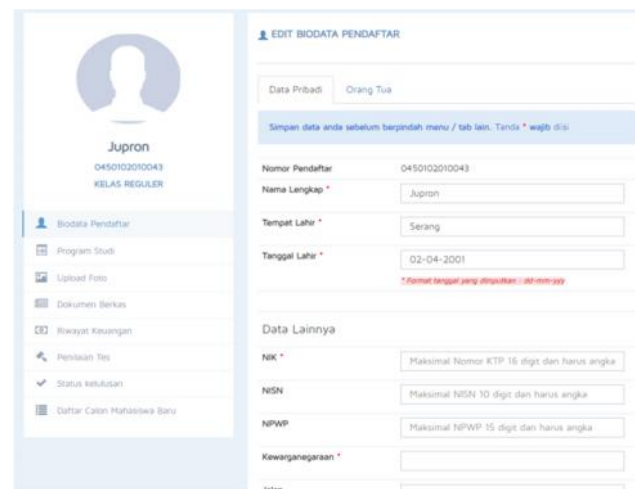 Jupron
0450102010043
KELAS REGULER
Biodata Pendaftar
Program Studi
Upload Foto
Dokumen Berkas
Riwayat Keuangan
Penilaian Tes
Status kelulusan
Daftar Calon Mahasiswa Baru
EDIT BIODATA PENDAFTAR
Data Pribadi Orang Tua
Simpan data anda sebelum berpindah menu / tab lain. Tanda * wajib diisi
Nomor Pendaftar 0450102010043
Nama Lengkap * Jupron
Tempat Lahir * Serang
Tanggal Lahir * 02-04-2001
* Format tanggal yang diinputkan : dd-mm-yyy
Data Lainnya
NIK * Maksimal Nomor KTP 16 digit dan harus angka
NISN Maksimal NISN 10 digit dan harus angka
NPWP Maksimal NPWP 15 digit dan harus angka
Kewarganegaraan *